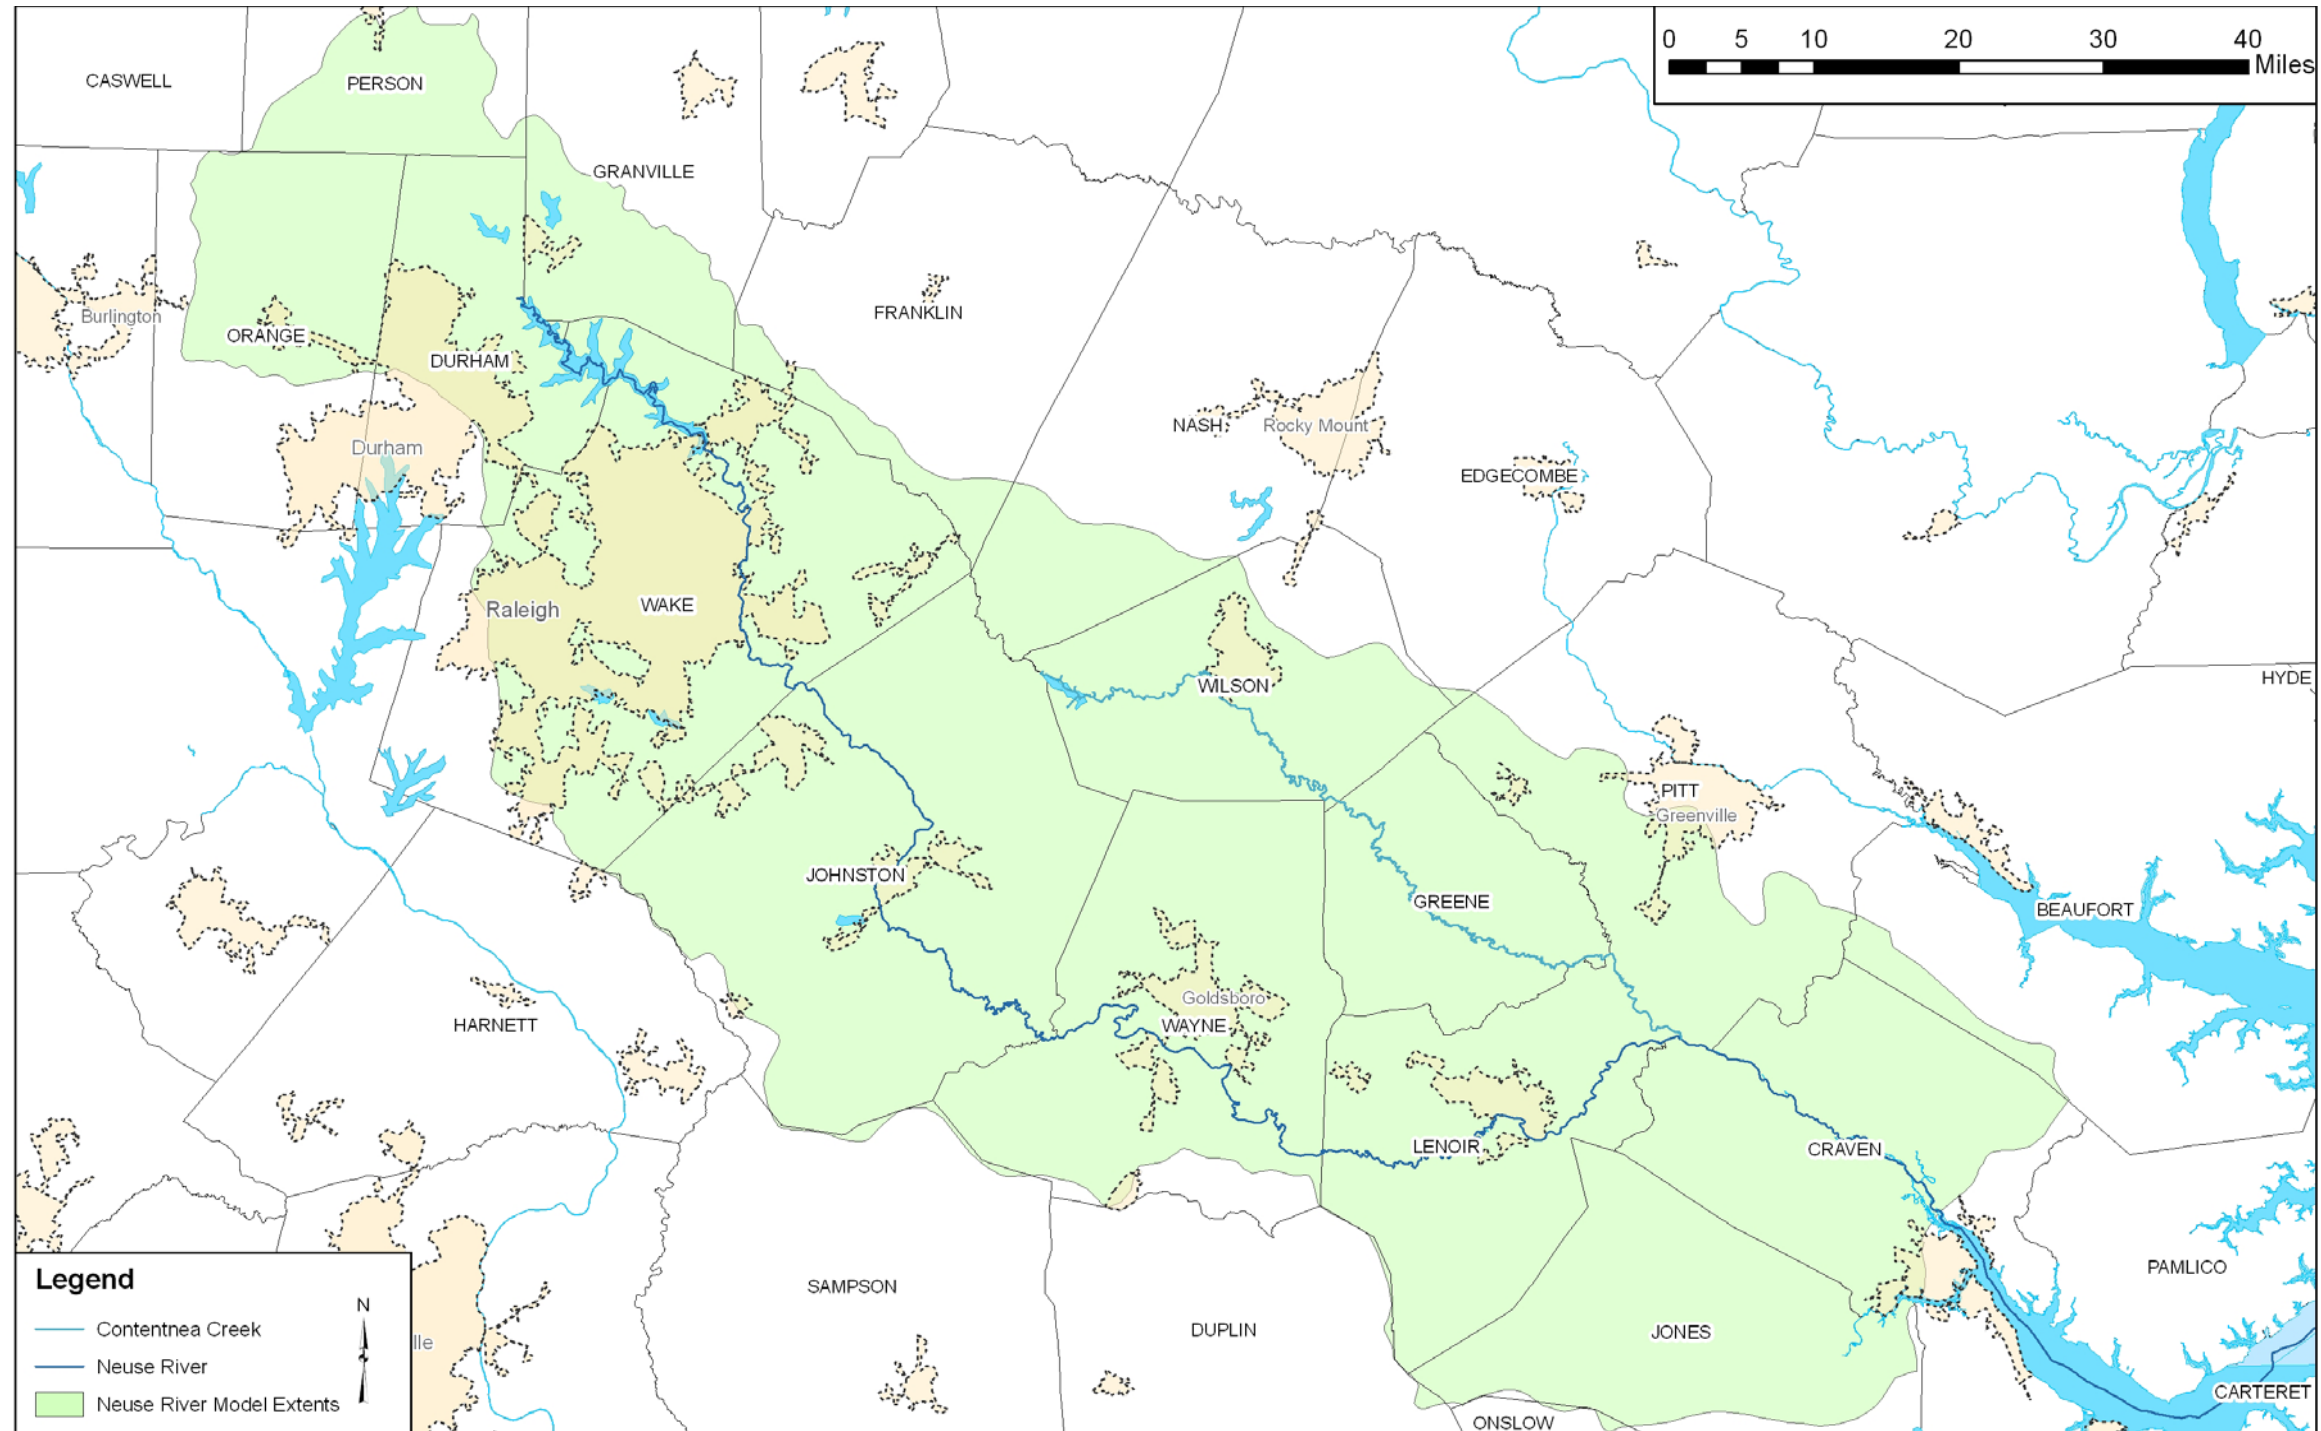 0 5 10 20 30 40
Miles
CASWELL
PERSON
GRANVILLE
FRANKLIN
Burlington
ORANGE
DURHAM
Durham
NASH
Rocky Mount
EDGECOMBE
Raleigh
WAKE
WILSON
HYDE
PITT
Greenville
JOHNSTON
GREENE
BEAUFORT
Goldsboro
WAYNE
HARNETT
LENOIR
CRAVEN
PAMLICO
SAMPSON
DUPLIN
JONES
CARTERET
ONSLOW
lle
Legend
N
Contentnea Creek
Neuse River
Neuse River Model Extents